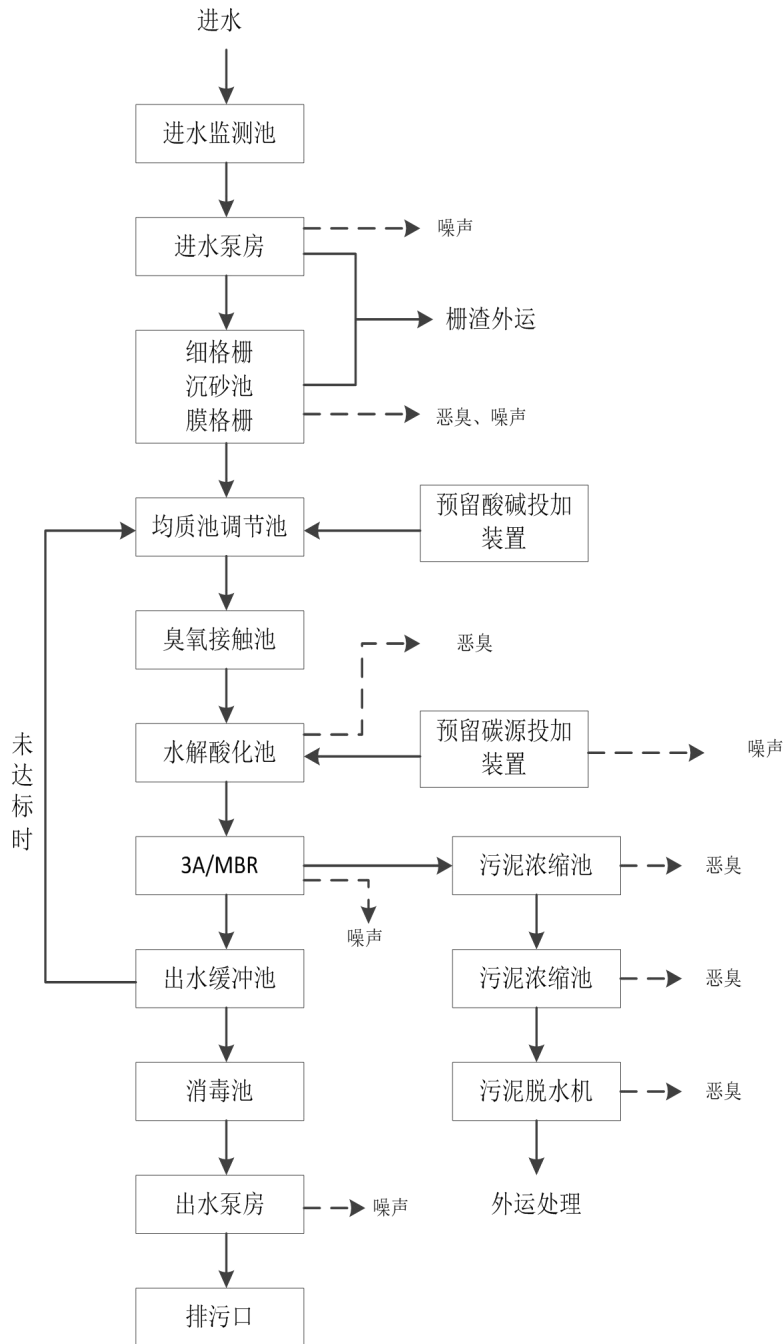 进水
进水监测池
进水泵房
噪声
栅渣外运
细格栅
沉砂池
膜格栅
恶臭、噪声
均质池调节池
预留酸碱投加
装置
臭氧接触池
恶臭
水解酸化池
预留碳源投加
装置
噪声
未达标时
3A/MBR
污泥浓缩池
恶臭
噪声
出水缓冲池
污泥浓缩池
恶臭
消毒池
污泥脱水机
恶臭
出水泵房
噪声
外运处理
排污口